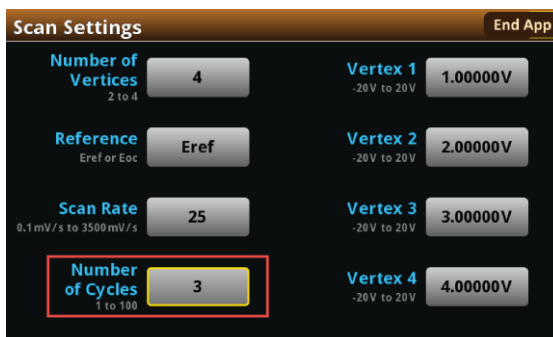 Scan Settings
End App
Number of
Vertices
2 to 4
4
Vertex 1
-20V to 20V
1.00000V
Reference
Eref or Eoc
Eref
Vertex 2
-20V to 20V
2.00000V
Scan Rate
0.1mV/s to 3500mV/s
25
Vertex 3
-20V to 20V
3.00000V
Number
of Cycles
1 to 100
3
Vertex 4
-20V to 20V
4.00000V